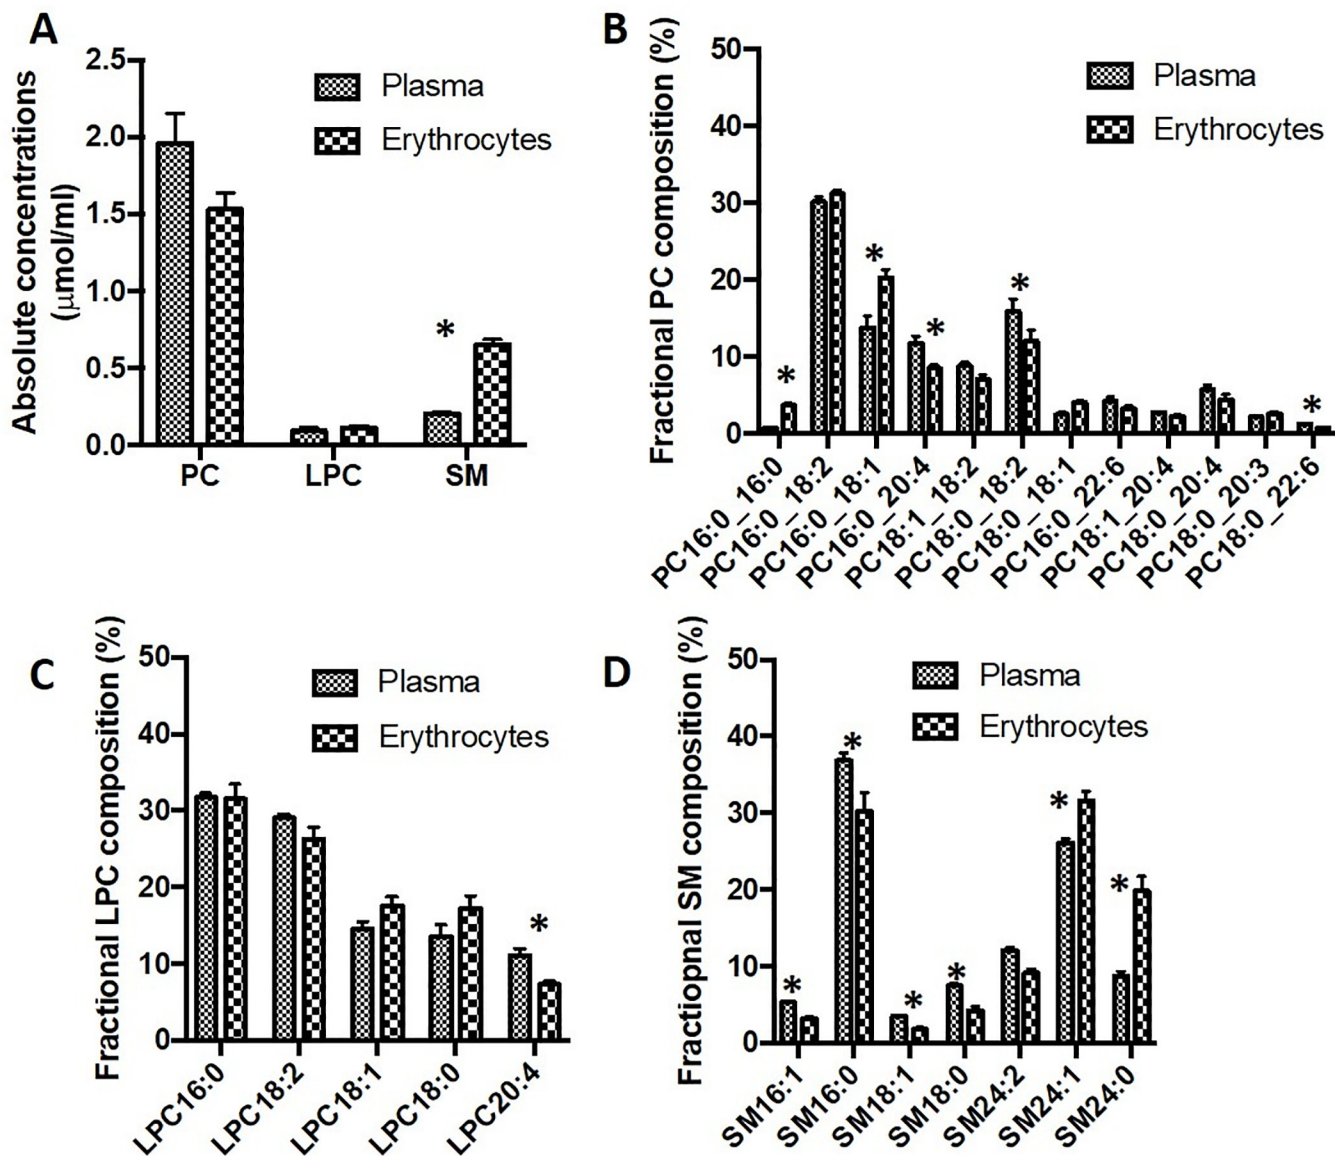 A
Absolute concentrations
(μmol/ml)
2.5
2.0
1.5
1.0
0.5
0.0
Plasma
Erythrocytes
*
PC
LPC
SM
B
Fractional PC composition (%)
50
40
30
20
10
0
Plasma
Erythrocytes
*
*
*
*
*
PC16:0_16:0
PC16:0_18:2
PC16:0_18:1
PC16:0_20:4
PC18:1_18:2
PC18:0_18:2
PC18:0_18:1
PC16:0_22:6
PC18:1_20:4
PC18:0_20:4
PC18:0_20:3
PC18:0_22:6
C
Fractional LPC composition (%)
50
40
30
20
10
0
Plasma
Erythrocytes
*
LPC16:0
LPC18:2
LPC18:1
LPC18:0
LPC20:4
D
Fractiopnal SM composition (%)
50
40
30
20
10
0
Plasma
Erythrocytes
*
*
*
*
*
*
SM16:1
SM16:0
SM18:1
SM18:0
SM24:2
SM24:1
SM24:0